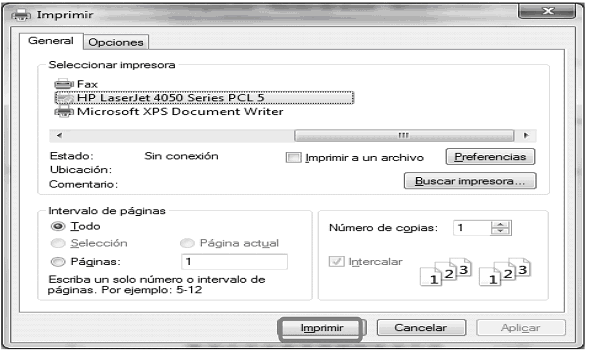 Imprimir
General Opciones
Seleccionar impresora
Fax
HP LaserJet 4050 Series PCL 5
Microsoft XPS Document Writer
Estado: Sin conexión
Imprimir a un archivo
Preferencias
Ubicación:
Comentario:
Buscar impresora...
Intervalo de páginas
Todo
Selección Página actual
Páginas: 1
Escriba un solo número o intervalo de
páginas. Por ejemplo: 5-12
Número de copias: 1
Intercalar
1 2 3 1 2 3
Imprimir Cancelar Aplicar